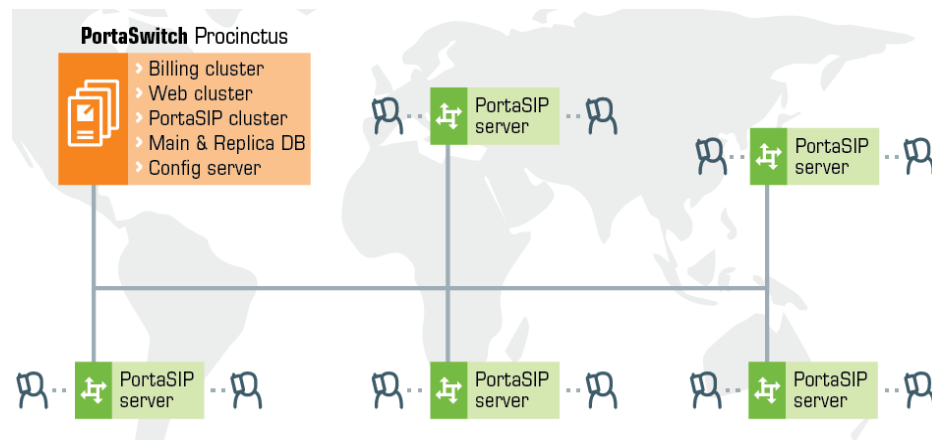 PortaSwitch Procinctus
› Billing cluster
› Web cluster
› PortaSIP cluster
› Main & Replica DB
› Config server
PortaSIP
server
PortaSIP
server
PortaSIP
server
PortaSIP
server
PortaSIP
server